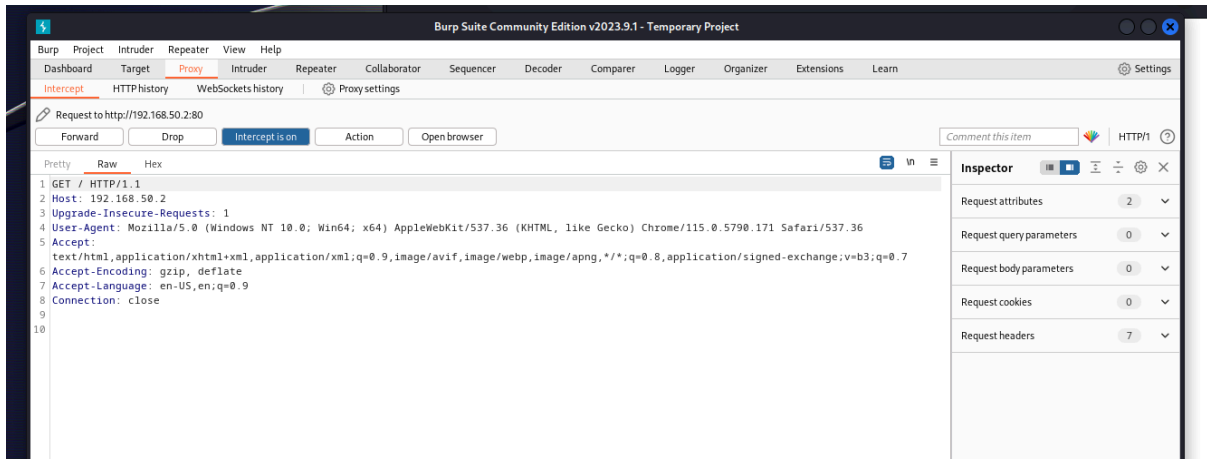 Burp Suite Community Edition v2023.9.1 - Temporary Project
Burp Project Intruder Repeater View Help
Dashboard Target Proxy Intruder Repeater Collaborator Sequencer Decoder Comparer Logger Organizer Extensions Learn Settings
Intercept HTTP history WebSockets history Proxy settings
Request to http://192.168.50.2:80
Forward Drop Intercept is on Action Open browser Comment this item HTTP/1 ?
Pretty Raw Hex \n Inspector
1 GET / HTTP/1.1
2 Host: 192.168.50.2
3 Upgrade-Insecure-Requests: 1
4 User-Agent: Mozilla/5.0 (Windows NT 10.0; Win64; x64) AppleWebKit/537.36 (KHTML, like Gecko) Chrome/115.0.5790.171 Safari/537.36
5 Accept:
text/html,application/xhtml+xml,application/xml;q=0.9,image/avif,image/webp,image/apng,*/*;q=0.8,application/signed-exchange;v=b3;q=0.7
6 Accept-Encoding: gzip, deflate
7 Accept-Language: en-US,en;q=0.9
8 Connection: close
9
10
Request attributes 2
Request query parameters 0
Request body parameters 0
Request cookies 0
Request headers 7